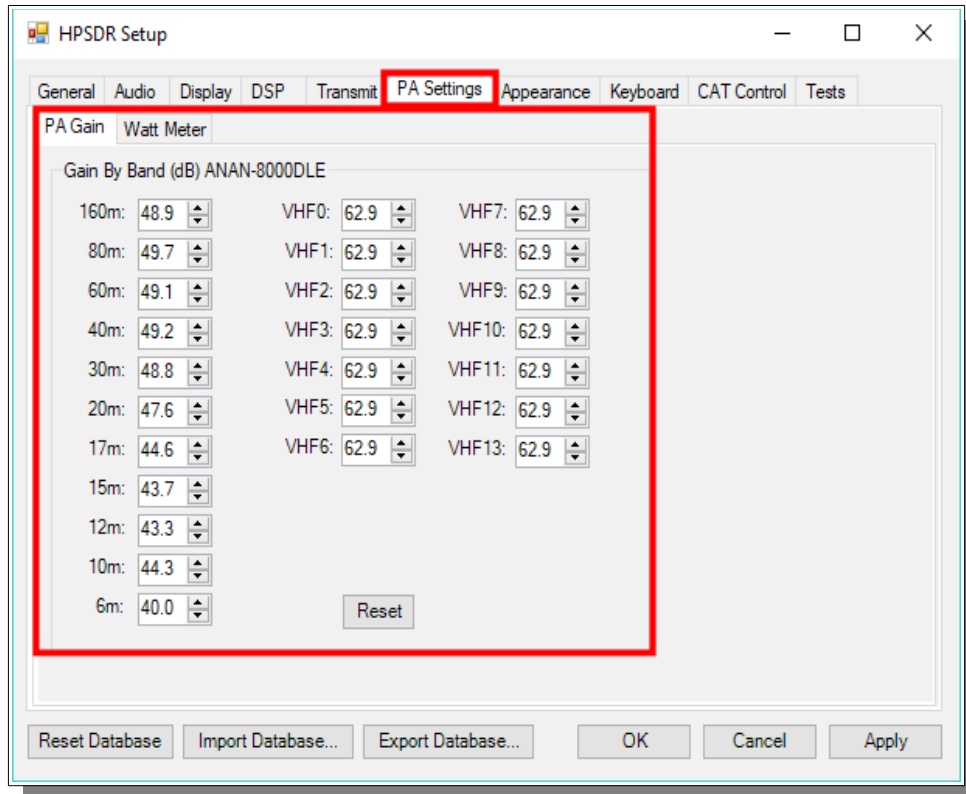 HPSDR Setup
General Audio Display DSP Transmit PA Settings Appearance Keyboard CAT Control Tests
PA Gain Watt Meter
Gain By Band (dB) ANAN-8000DLE
160m: 48.9 VHF0: 62.9 VHF7: 62.9
80m: 49.7 VHF1: 62.9 VHF8: 62.9
60m: 49.1 VHF2: 62.9 VHF9: 62.9
40m: 49.2 VHF3: 62.9 VHF10: 62.9
30m: 48.8 VHF4: 62.9 VHF11: 62.9
20m: 47.6 VHF5: 62.9 VHF12: 62.9
17m: 44.6 VHF6: 62.9 VHF13: 62.9
15m: 43.7
12m: 43.3
10m: 44.3
6m: 40.0 Reset
Reset Database Import Database... Export Database... OK Cancel Apply